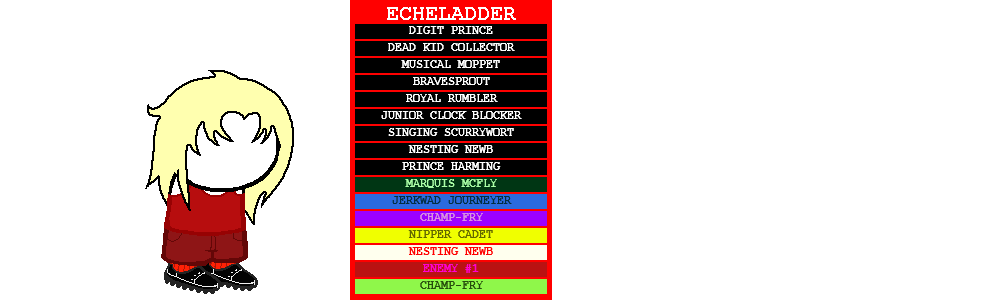 ECHELADDER
DIGIT PRINCE
DEAD KID COLLECTOR
MUSICAL MOPPET
BRAVESPROUT
ROYAL RUMBLER
JUNIOR CLOCK BLOCKER
SINGING SCURRYWORT
NESTING NEWB
PRINCE HARMING
MARQUIS MCFLY
JERKWAD JOURNEYER
CHAMP-FRY
NIPPER CADET
NESTING NEWB
ENEMY #1
CHAMP-FRY